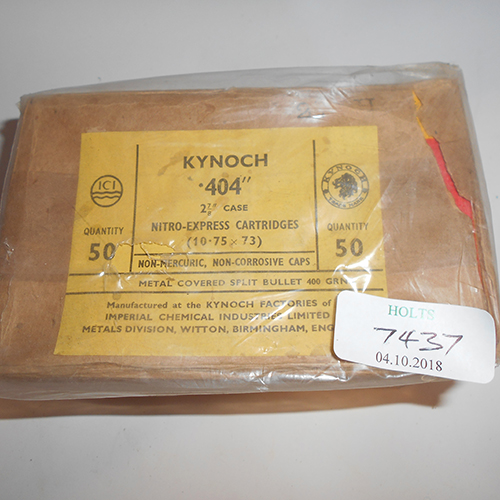 KYNOCH
·404"
2⅞" CASE
NITRO-EXPRESS CARTRIDGES
(10·75 × 73)
NON-MERCURIC, NON-CORROSIVE CAPS
ICI
QUANTITY
50
KYNOCH
QUANTITY
50
METAL COVERED SPLIT BULLET 400 GRNS
Manufactured at the KYNOCH FACTORIES of
IMPERIAL CHEMICAL INDUSTRIES LIMITED
METALS DIVISION, WITTON, BIRMINGHAM, ENG
HOLTS
7437
04.10.2018